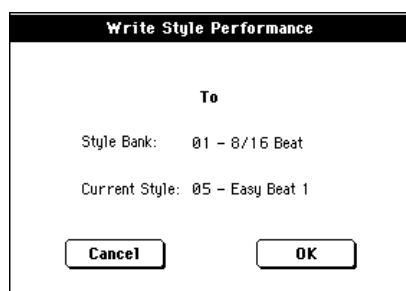 Write Style Performance
To
Style Bank: 01 - 8/16 Beat
Current Style: 05 - Easy Beat 1
Cancel OK